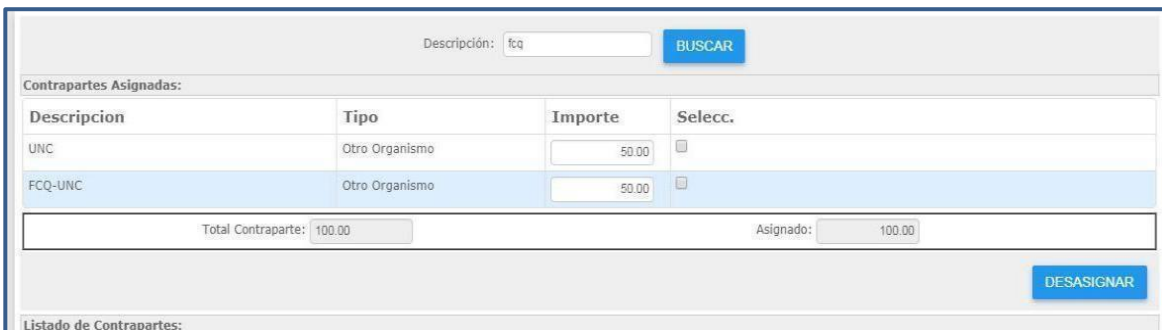 Descripción: fcq BUSCAR
Contrapartes Asignadas:
Descripcion Tipo Importe Selecc.
UNC Otro Organismo 50.00
FCQ-UNC Otro Organismo 50.00
Total Contraparte: 100.00 Asignado: 100.00
DESASIGNAR
Listado de Contrapartes: